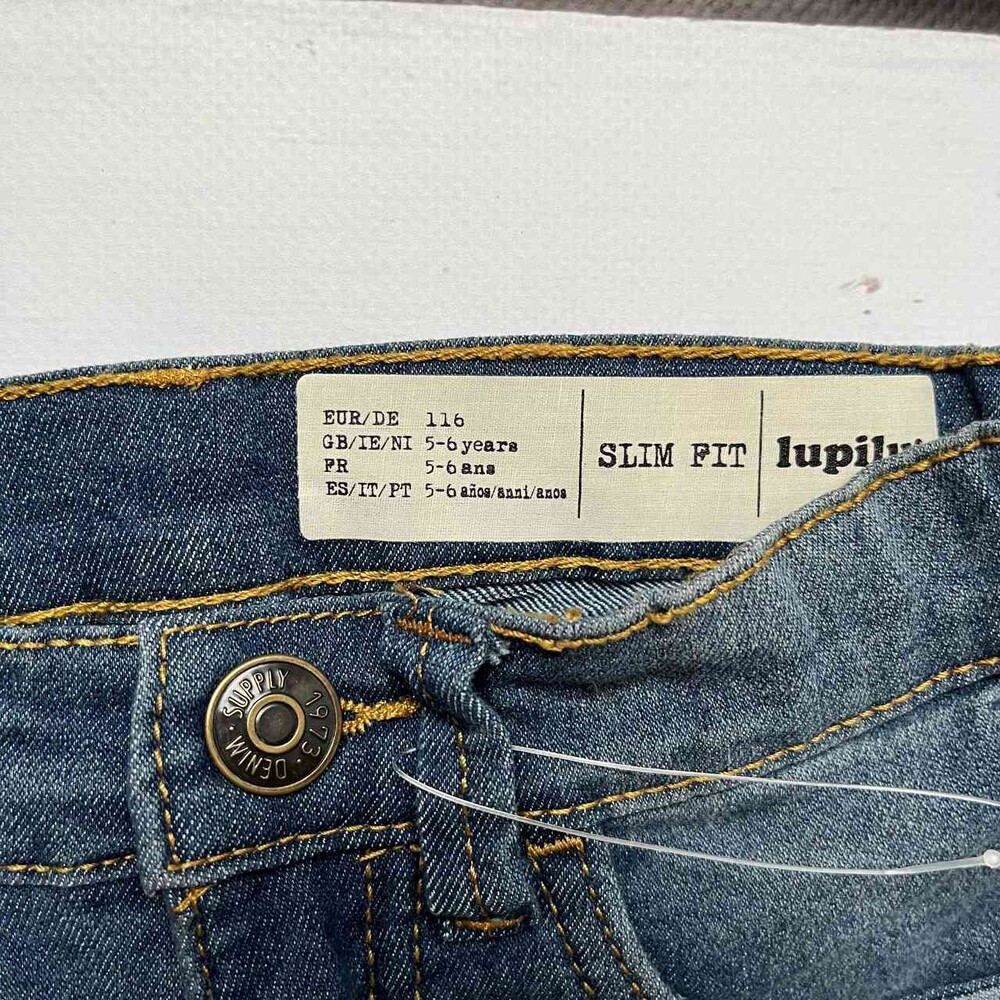 EUR/DE 116
GB/IE/NI 5-6 years
FR 5-6 ans
ES/IT/PT 5-6 años/anni/anos
SLIM FIT
lupilu
SUPPLY 1973 · DENIM ·